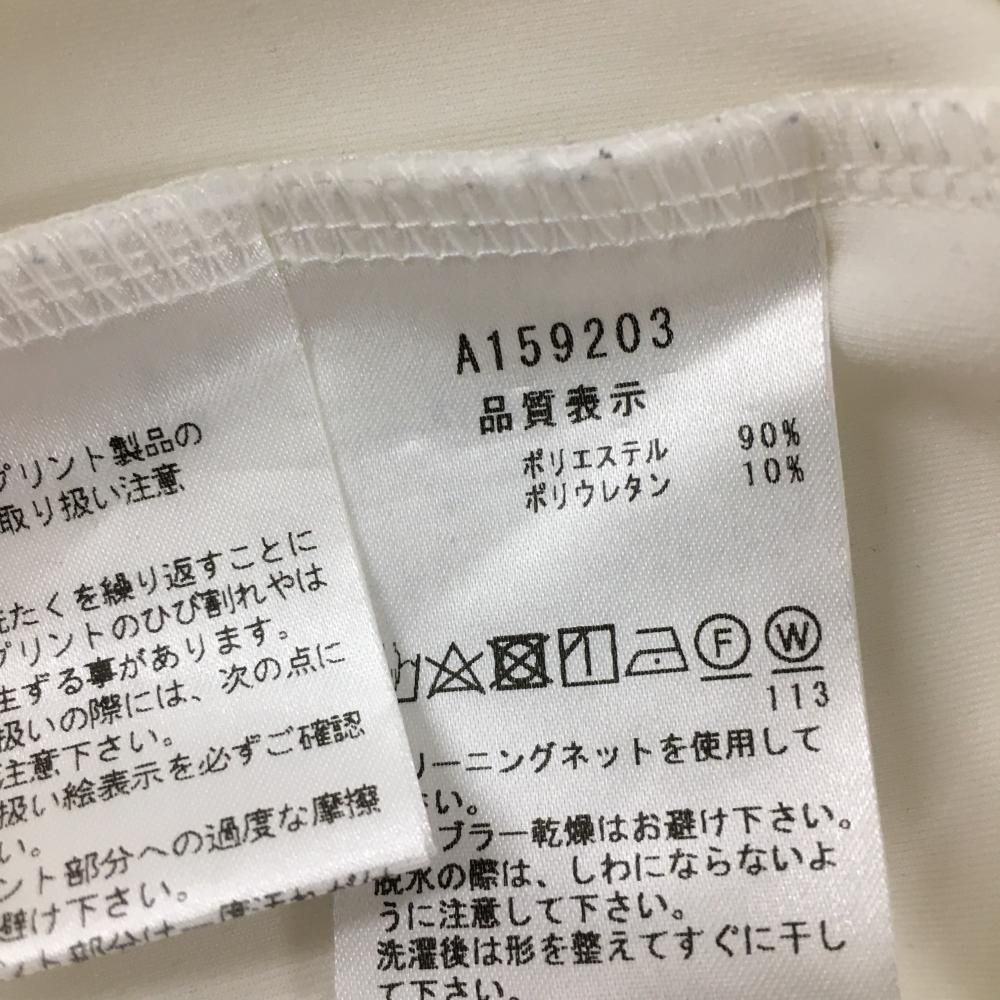 A159203
品質表示
ポリエステル 90%
ポリウレタン 10%
F
W
113
ーニングネットを使用して
い。
ブラー乾燥はお避け下さい。
脱水の際は、しわにならないよ
うに注意して下さい。
洗濯後は形を整えてすぐに干し
て下さい。
プリント製品の
取り扱い注意
洗たくを繰り返すことに
プリントのひび割れやは
生ずる事があります。
扱いの際には、次の点に
注意下さい。
扱い絵表示を必ずご確認
い。
ント部分への過度な摩擦
避け下さい。
ント部分は